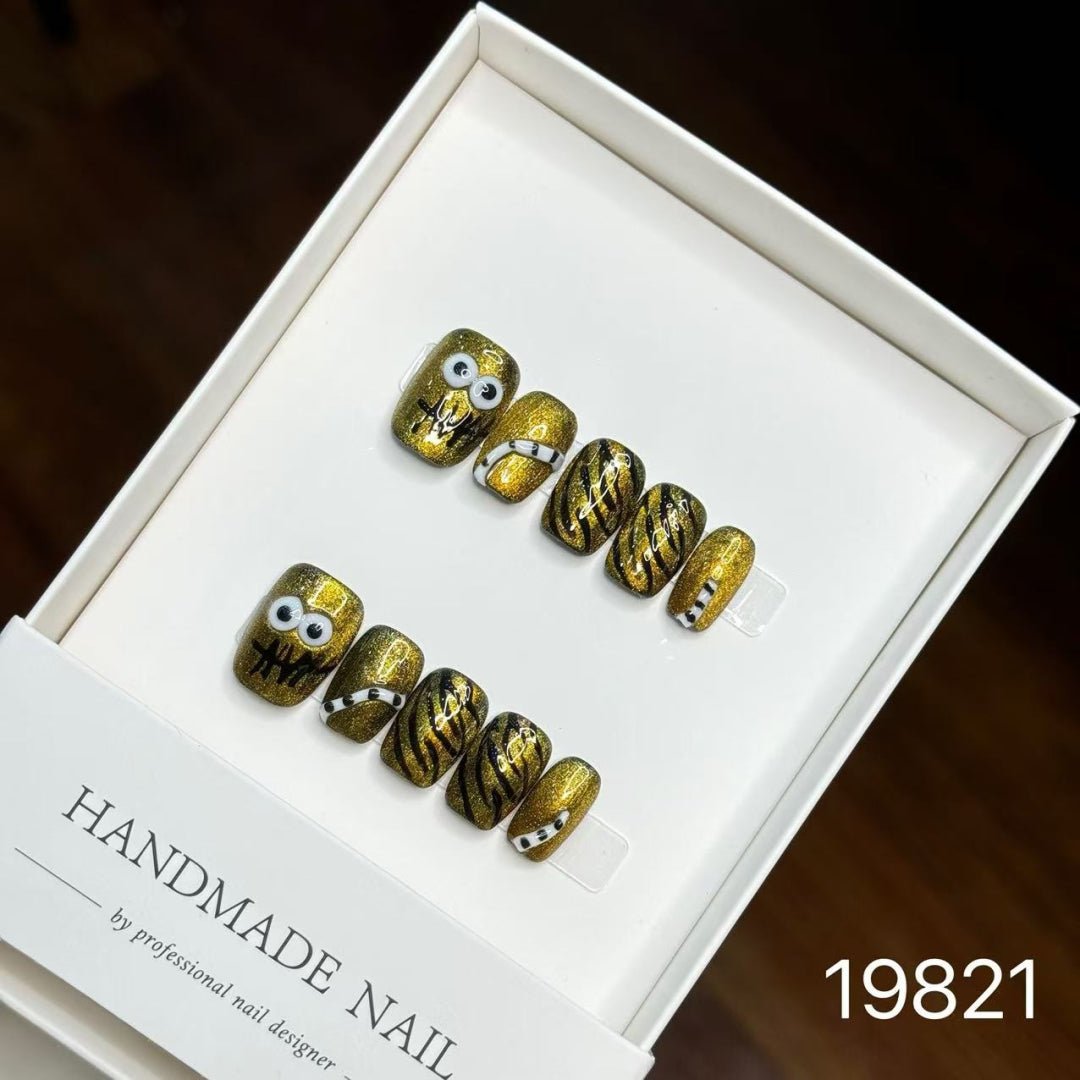 HANDMADE NAIL
by professional nail designer
19821